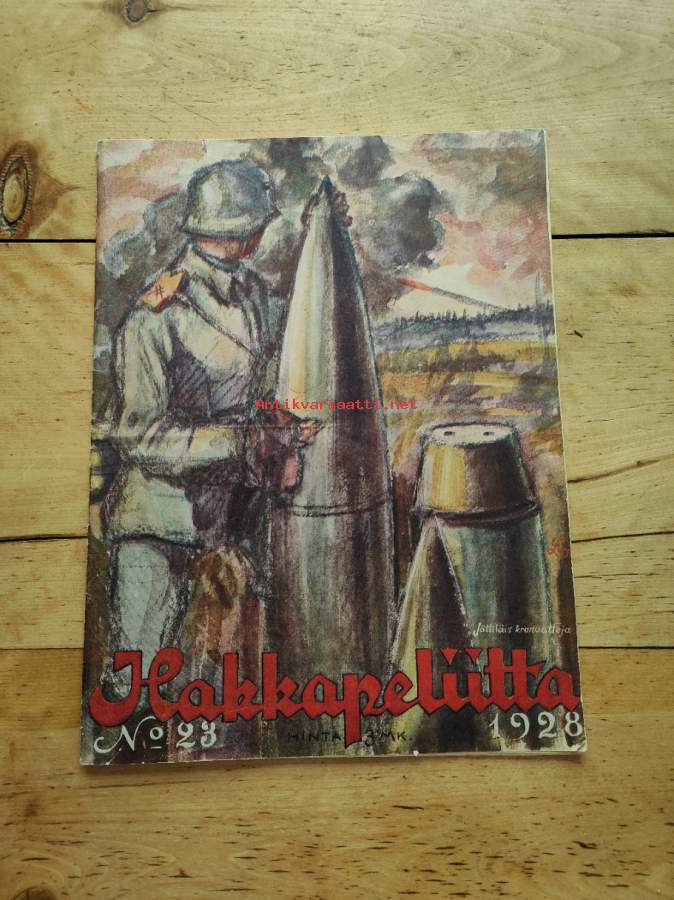 Antikvariaatti.net
"Jättiläis kranaatteja
Hakkapeliitta
No 23 HINTA 3 MK. 1928